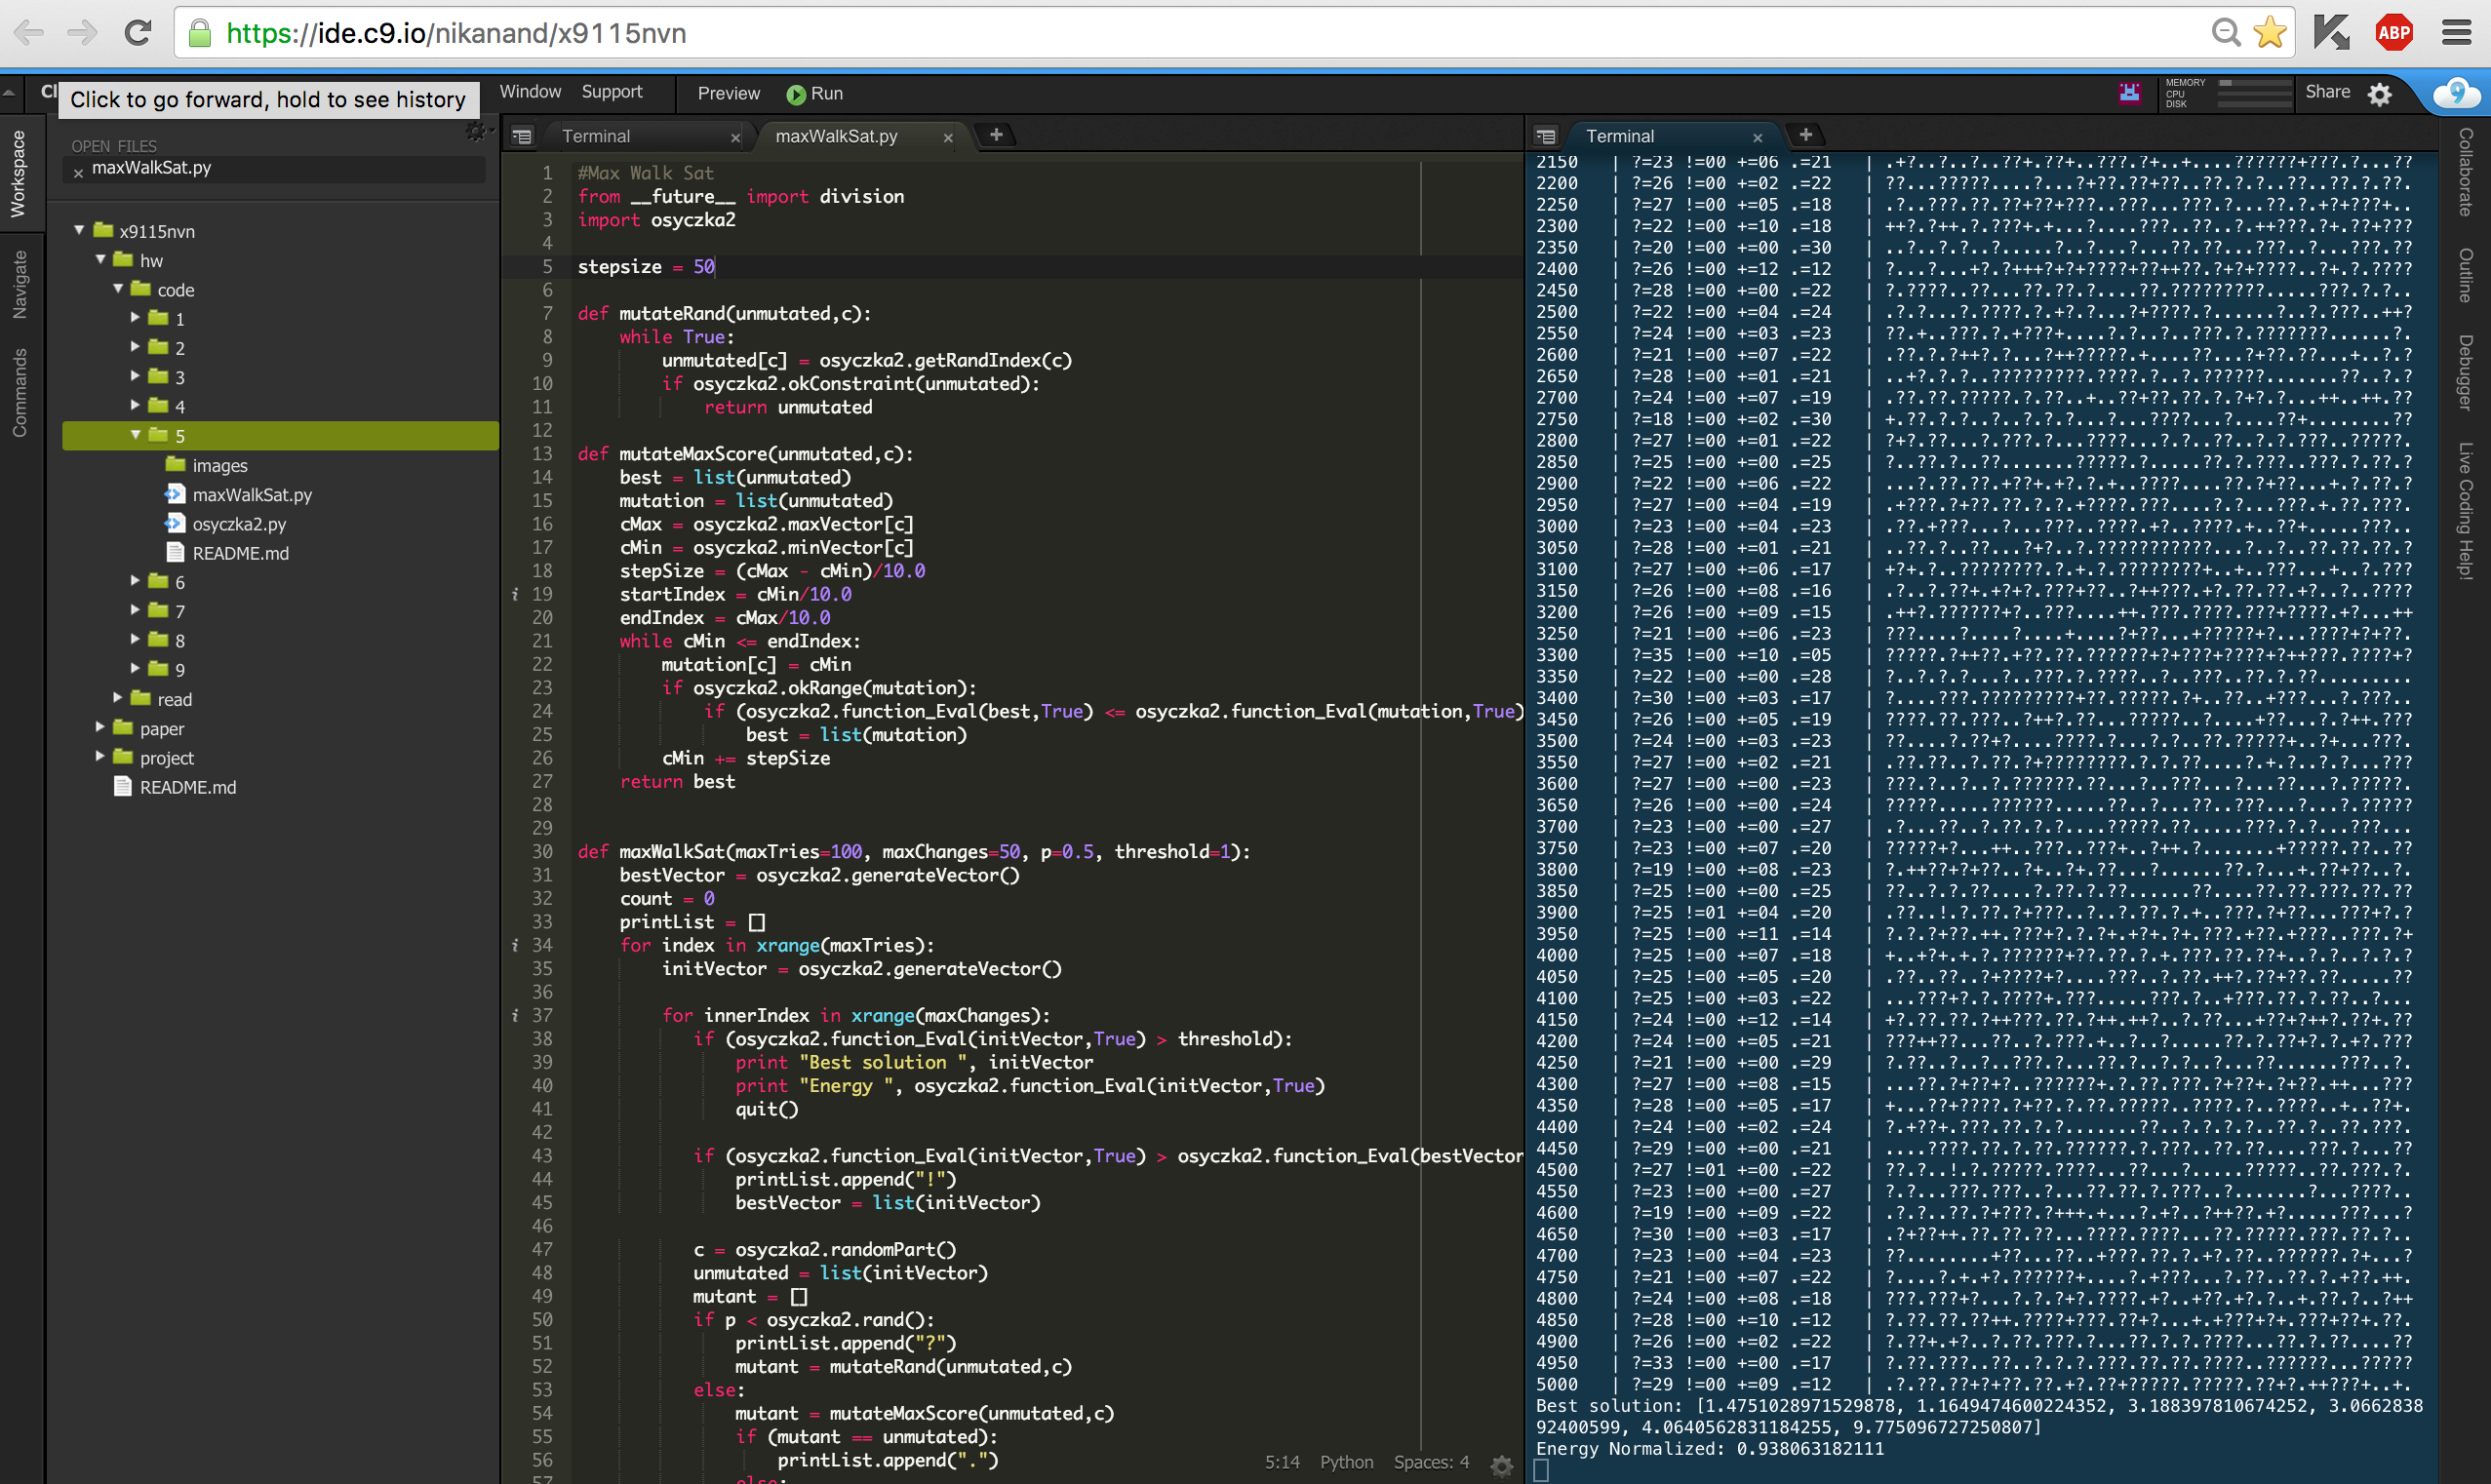 https://ide.c9.io/nikanand/x9115nvn
ABP
Click to go forward, hold to see history
Window Support Preview Run
MEMORY
CPU
DISK
Share
Workspace
Navigate
Commands
OPEN FILES
maxWalkSat.py
x9115nvn
hw
code
1
2
3
4
5
images
maxWalkSat.py
osyczka2.py
README.md
6
7
8
9
read
paper
project
README.md
Terminal
maxWalkSat.py
1 #Max Walk Sat
2 from __future__ import division
3 import osyczka2
4
5 stepsize = 50
6
7 def mutateRand(unmutated,c):
8 while True:
9 unmutated[c] = osyczka2.getRandIndex(c)
10 if osyczka2.okConstraint(unmutated):
11 return unmutated
12
13 def mutateMaxScore(unmutated,c):
14 best = list(unmutated)
15 mutation = list(unmutated)
16 cMax = osyczka2.maxVector[c]
17 cMin = osyczka2.minVector[c]
18 stepSize = (cMax - cMin)/10.0
19 startIndex = cMin/10.0
20 endIndex = cMax/10.0
21 while cMin <= endIndex:
22 mutation[c] = cMin
23 if osyczka2.okRange(mutation):
24 if (osyczka2.function_Eval(best,True) <= osyczka2.function_Eval(mutation,True)
25 best = list(mutation)
26 cMin += stepSize
27 return best
28
29
30 def maxWalkSat(maxTries=100, maxChanges=50, p=0.5, threshold=1):
31 bestVector = osyczka2.generateVector()
32 count = 0
33 printList = []
34 for index in xrange(maxTries):
35 initVector = osyczka2.generateVector()
36
37 for innerIndex in xrange(maxChanges):
38 if (osyczka2.function_Eval(initVector,True) > threshold):
39 print "Best solution ", initVector
40 print "Energy ", osyczka2.function_Eval(initVector,True)
41 quit()
42
43 if (osyczka2.function_Eval(initVector,True) > osyczka2.function_Eval(bestVector
44 printList.append("!")
45 bestVector = list(initVector)
46
47 c = osyczka2.randomPart()
48 unmutated = list(initVector)
49 mutant = []
50 if p < osyczka2.rand():
51 printList.append("?")
52 mutant = mutateRand(unmutated,c)
53 else:
54 mutant = mutateMaxScore(unmutated,c)
55 if (mutant == unmutated):
56 printList.append(".")
57 else:
5:14 Python Spaces: 4
Terminal
2150 | ?=23 !=00 +=06 .=21 |
2200 | ?=26 !=00 +=02 .=22 |
2250 | ?=27 !=00 +=05 .=18 |
2300 | ?=22 !=00 +=10 .=18 |
2350 | ?=20 !=00 +=00 .=30 |
2400 | ?=26 !=00 +=12 .=12 |
2450 | ?=28 !=00 +=00 .=22 |
2500 | ?=22 !=00 +=04 .=24 |
2550 | ?=24 !=00 +=03 .=23 |
2600 | ?=21 !=00 +=07 .=22 |
2650 | ?=28 !=00 +=01 .=21 |
2700 | ?=24 !=00 +=07 .=19 |
2750 | ?=18 !=00 +=02 .=30 |
2800 | ?=27 !=00 +=01 .=22 |
2850 | ?=25 !=00 +=00 .=25 |
2900 | ?=22 !=00 +=06 .=22 |
2950 | ?=27 !=00 +=04 .=19 |
3000 | ?=23 !=00 +=04 .=23 |
3050 | ?=28 !=00 +=01 .=21 |
3100 | ?=27 !=00 +=06 .=17 |
3150 | ?=26 !=00 +=08 .=16 |
3200 | ?=26 !=00 +=09 .=15 |
3250 | ?=21 !=00 +=06 .=23 |
3300 | ?=35 !=00 +=10 .=05 |
3350 | ?=22 !=00 +=00 .=28 |
3400 | ?=30 !=00 +=03 .=17 |
3450 | ?=26 !=00 +=05 .=19 |
3500 | ?=24 !=00 +=03 .=23 |
3550 | ?=27 !=00 +=02 .=21 |
3600 | ?=27 !=00 +=00 .=23 |
3650 | ?=26 !=00 +=00 .=24 |
3700 | ?=23 !=00 +=00 .=27 |
3750 | ?=23 !=00 +=07 .=20 |
3800 | ?=19 !=00 +=08 .=23 |
3850 | ?=25 !=00 +=00 .=25 |
3900 | ?=25 !=01 +=04 .=20 |
3950 | ?=25 !=00 +=11 .=14 |
4000 | ?=25 !=00 +=07 .=18 |
4050 | ?=25 !=00 +=05 .=20 |
4100 | ?=25 !=00 +=03 .=22 |
4150 | ?=24 !=00 +=12 .=14 |
4200 | ?=24 !=00 +=05 .=21 |
4250 | ?=21 !=00 +=00 .=29 |
4300 | ?=27 !=00 +=08 .=15 |
4350 | ?=28 !=00 +=05 .=17 |
4400 | ?=24 !=00 +=02 .=24 |
4450 | ?=29 !=00 +=00 .=21 |
4500 | ?=27 !=01 +=00 .=22 |
4550 | ?=23 !=00 +=00 .=27 |
4600 | ?=19 !=00 +=09 .=22 |
4650 | ?=30 !=00 +=03 .=17 |
4700 | ?=23 !=00 +=04 .=23 |
4750 | ?=21 !=00 +=07 .=22 |
4800 | ?=24 !=00 +=08 .=18 |
4850 | ?=28 !=00 +=10 .=12 |
4900 | ?=26 !=00 +=02 .=22 |
4950 | ?=33 !=00 +=00 .=17 |
5000 | ?=29 !=00 +=09 .=12 |
Best solution: [1.4751028971529878, 1.1649474600224352, 3.188397810674252, 3.0662838
92400599, 4.0640562831184255, 9.775096727250807]
Energy Normalized: 0.938063182111
Collaborate
Outline
Debugger
Live Coding Help!